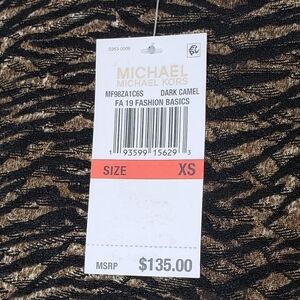 MICHAEL
MICHAEL KORS
MF98ZA1C6S DARK CAMEL
FA 19 FASHION BASICS
1 93599 15629 3
SIZE XS
MSRP $135.00